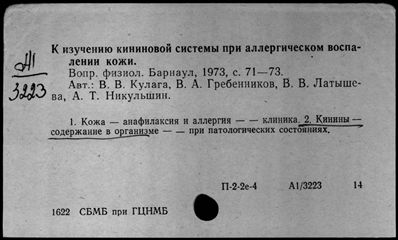 А1
3223
К изучению кининовой системы при аллергическом воспа-
лении кожи.
Вопр. физиол. Барнаул, 1973, с. 71—73.
Авт.: В. В. Кулага, В. А. Гребенников, В. В. Латыше-
ва, А. Т. Никульшин.
1. Кожа — анафилаксия и аллергия — — клиника. 2. Кинины —
содержание в организме — — при патологических состояниях.
П-2-2е-4 А1/3223 14
1622 СБМБ при ГЦНМБ